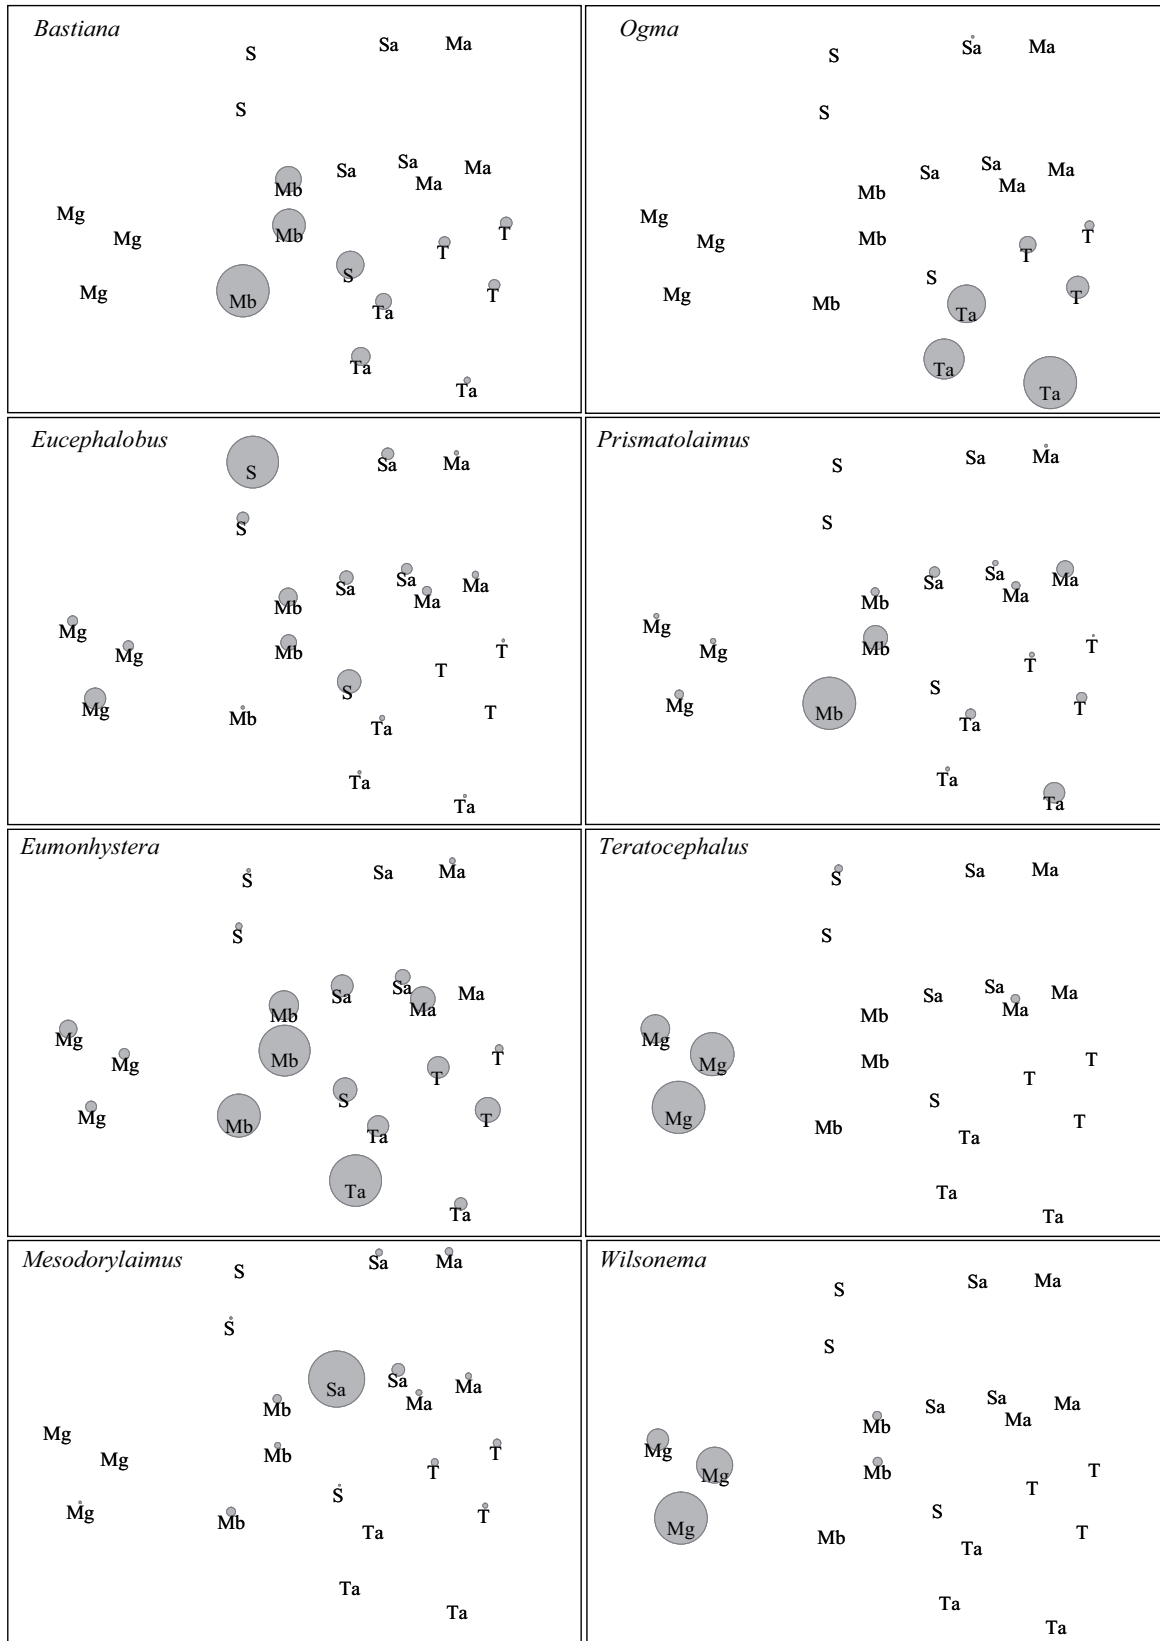 Bastiana
S
Sa
Ma
S
Mb
Sa
Sa
Ma
Ma
Mg
Mg
Mb
T
T
Mg
Mb
S
T
Ta
Ta
Ta
Ogma
S
Sa
Ma
S
Mb
Sa
Sa
Ma
Ma
Mg
Mg
Mb
T
T
Mg
Mb
S
T
Ta
Ta
Ta
Eucephalobus
S
Sa
Ma
S
Mb
Sa
Sa
Ma
Ma
Mg
Mg
Mb
T
T
Mg
Mb
S
T
Ta
Ta
Ta
Prismatolaimus
S
Sa
Ma
S
Mb
Sa
Sa
Ma
Ma
Mg
Mg
Mb
T
T
Mg
Mb
S
T
Ta
Ta
Ta
Eumonhystera
S
Sa
Ma
S
Mb
Sa
Sa
Ma
Ma
Mg
Mg
Mb
T
T
Mg
Mb
S
T
Ta
Ta
Ta
Teratocephalus
S
Sa
Ma
S
Mb
Sa
Sa
Ma
Ma
Mg
Mg
Mb
T
T
Mg
Mb
S
T
Ta
Ta
Ta
Mesodorylaimus
S
Sa
Ma
S
Mb
Sa
Sa
Ma
Ma
Mg
Mg
Mb
T
T
Mg
Mb
S
T
Ta
Ta
Ta
Wilsonema
S
Sa
Ma
S
Mb
Sa
Sa
Ma
Ma
Mg
Mg
Mb
T
T
Mg
Mb
S
T
Ta
Ta
Ta